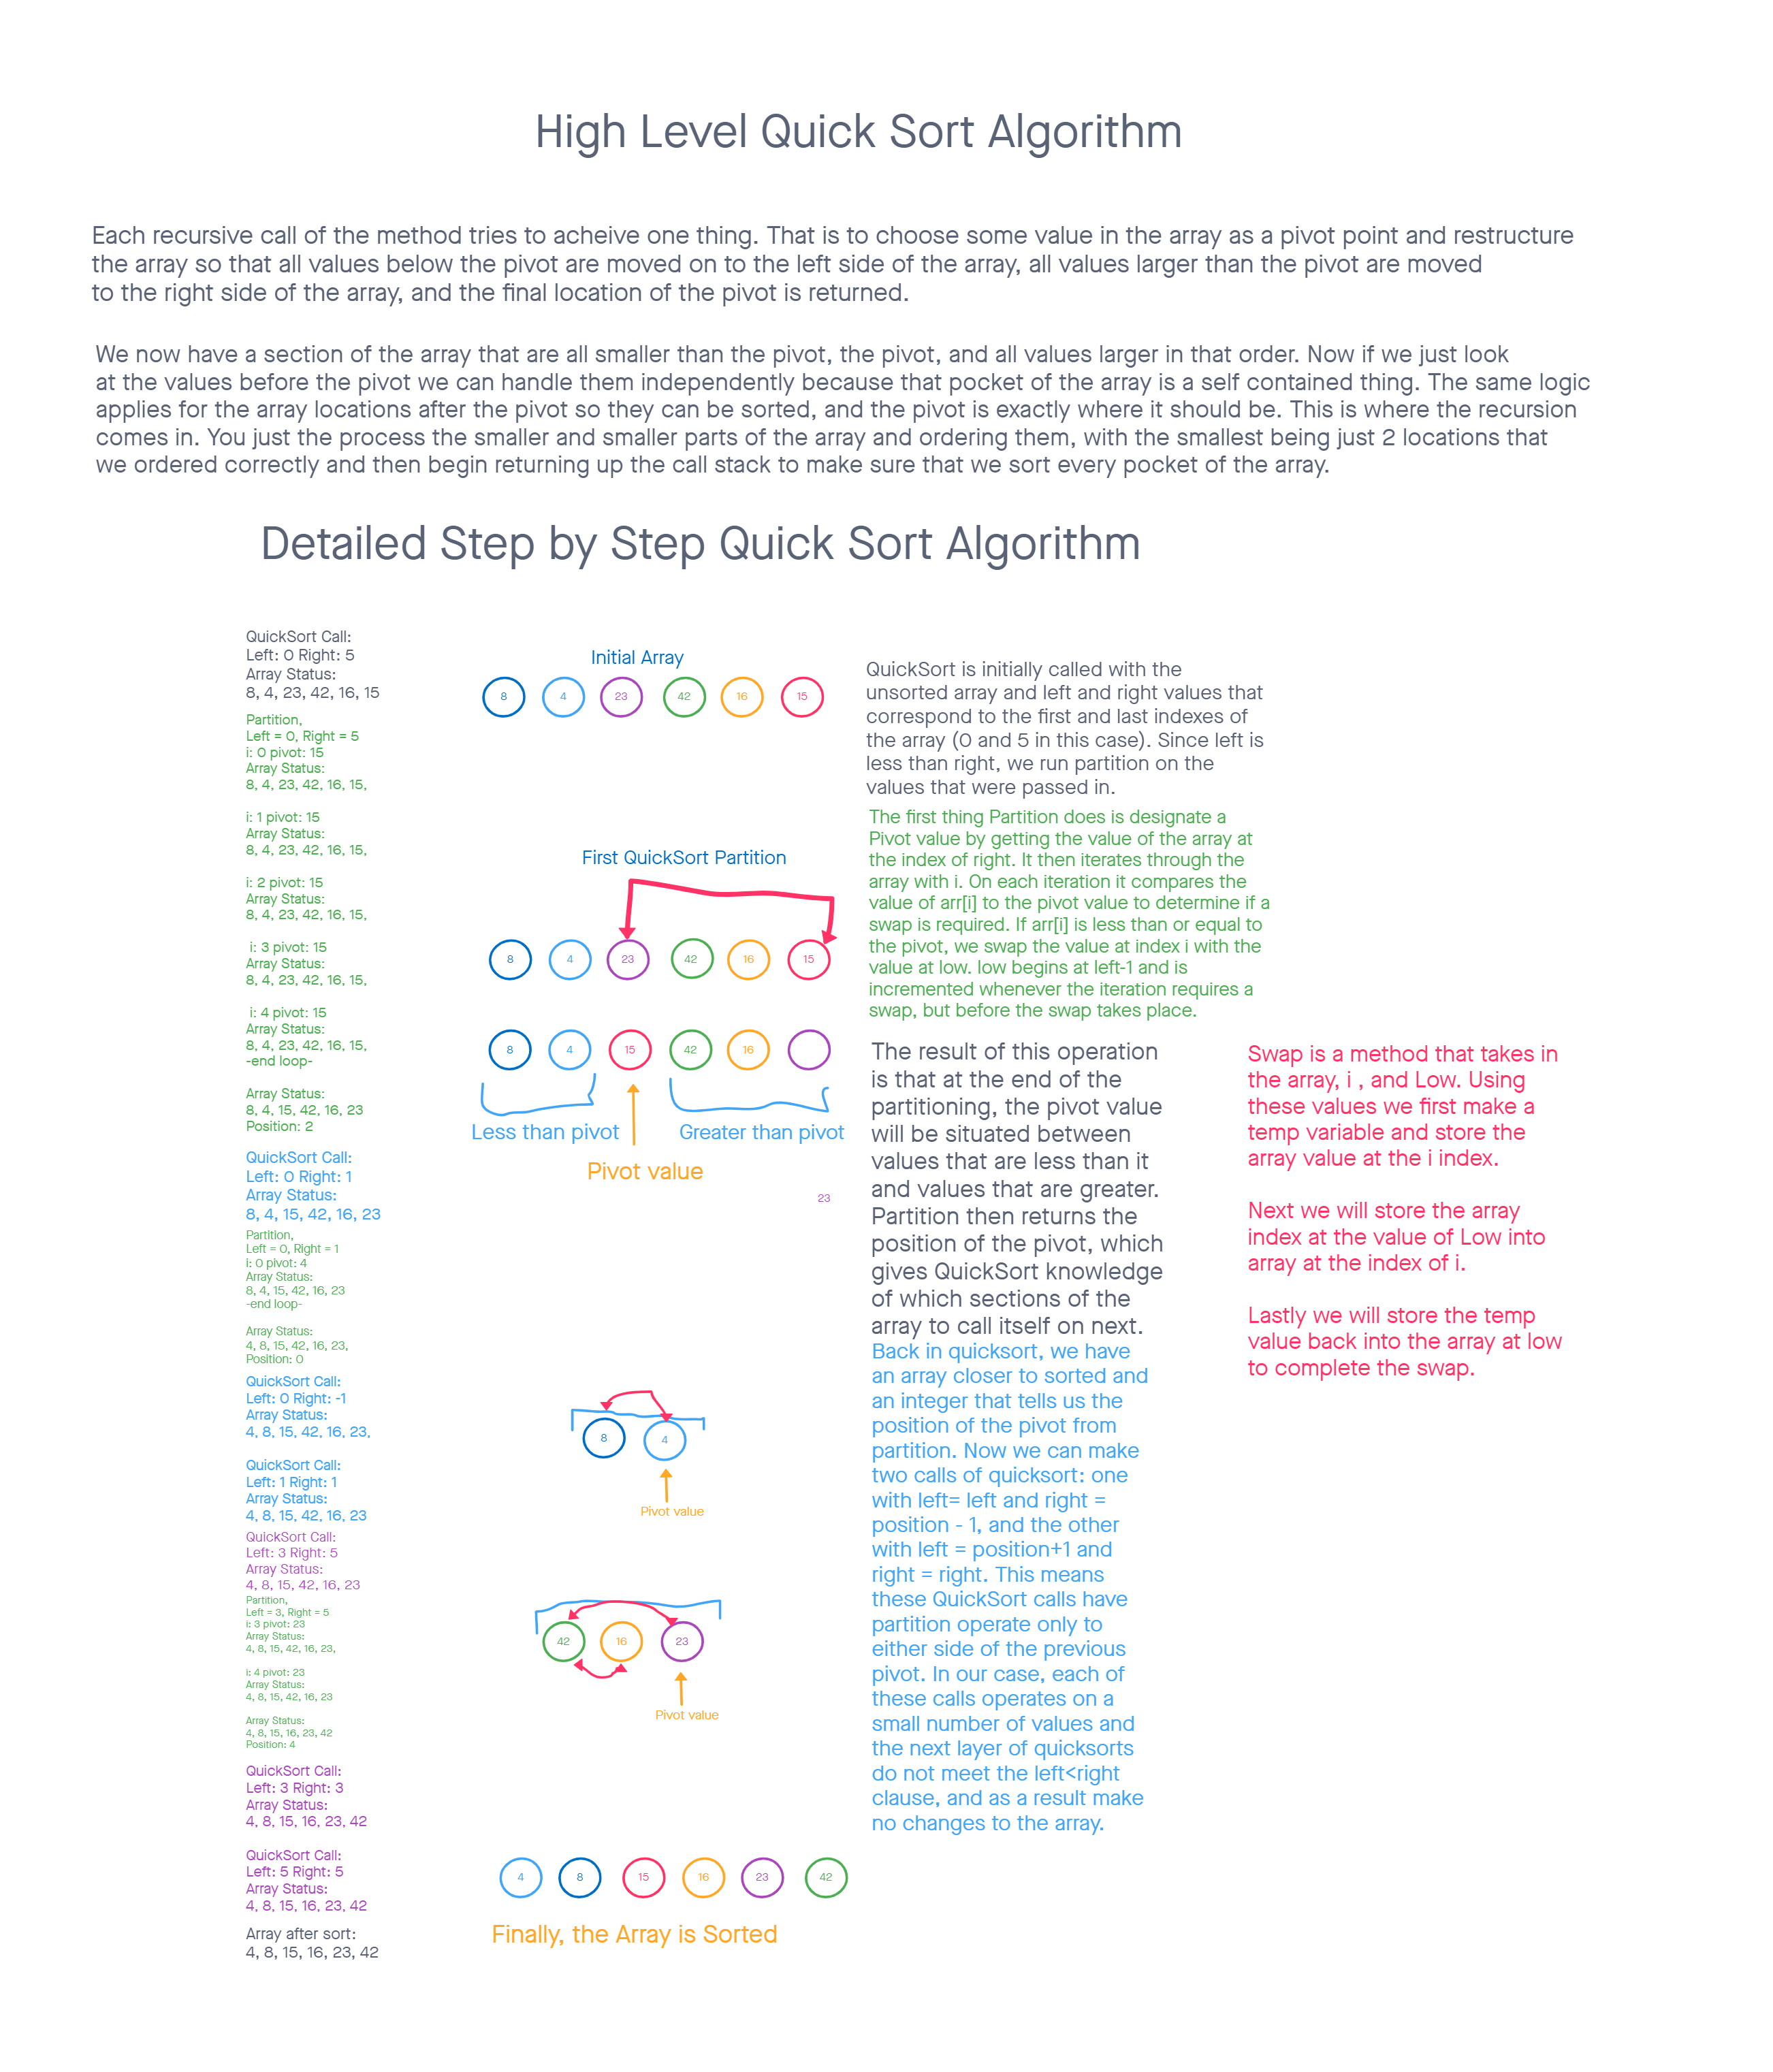 High Level Quick Sort Algorithm
Each recursive call of the method tries to acheive one thing. That is to choose some value in the array as a pivot point and restructure
the array so that all values below the pivot are moved on to the left side of the array, all values larger than the pivot are moved
to the right side of the array, and the final location of the pivot is returned.
We now have a section of the array that are all smaller than the pivot, the pivot, and all values larger in that order. Now if we just look
at the values before the pivot we can handle them independently because that pocket of the array is a self contained thing. The same logic
applies for the array locations after the pivot so they can be sorted, and the pivot is exactly where it should be. This is where the recursion
comes in. You just the process the smaller and smaller parts of the array and ordering them, with the smallest being just 2 locations that
we ordered correctly and then begin returning up the call stack to make sure that we sort every pocket of the array.
Detailed Step by Step Quick Sort Algorithm
QuickSort Call:
Left: 0 Right: 5
Array Status:
8, 4, 23, 42, 16, 15
Partition,
Left = 0, Right = 5
i: 0 pivot: 15
Array Status:
8, 4, 23, 42, 16, 15,
i: 1 pivot: 15
Array Status:
8, 4, 23, 42, 16, 15,
i: 2 pivot: 15
Array Status:
8, 4, 23, 42, 16, 15,
i: 3 pivot: 15
Array Status:
8, 4, 23, 42, 16, 15,
i: 4 pivot: 15
Array Status:
8, 4, 23, 42, 16, 15,
-end loop-
Array Status:
8, 4, 15, 42, 16, 23
Position: 2
QuickSort Call:
Left: 0 Right: 1
Array Status:
8, 4, 15, 42, 16, 23
Partition,
Left = 0, Right = 1
i: 0 pivot: 4
Array Status:
8, 4, 15, 42, 16, 23
-end loop-
Array Status:
4, 8, 15, 42, 16, 23,
Position: 0
QuickSort Call:
Left: 0 Right: -1
Array Status:
4, 8, 15, 42, 16, 23,
QuickSort Call:
Left: 1 Right: 1
Array Status:
4, 8, 15, 42, 16, 23
QuickSort Call:
Left: 3 Right: 5
Array Status:
4, 8, 15, 42, 16, 23
Partition,
Left = 3, Right = 5
i: 3 pivot: 23
Array Status:
4, 8, 15, 42, 16, 23,
i: 4 pivot: 23
Array Status:
4, 8, 15, 42, 16, 23
Array Status:
4, 8, 15, 16, 23, 42
Position: 4
QuickSort Call:
Left: 3 Right: 3
Array Status:
4, 8, 15, 16, 23, 42
QuickSort Call:
Left: 5 Right: 5
Array Status:
4, 8, 15, 16, 23, 42
Array after sort:
4, 8, 15, 16, 23, 42
Initial Array
8 4 23 42 16 15
First QuickSort Partition
8 4 23 42 16 15
8 4 15 42 16
Less than pivot
Greater than pivot
Pivot value
23
8 4
Pivot value
42 16 23
Pivot value
4 8 15 16 23 42
Finally, the Array is Sorted
QuickSort is initially called with the
unsorted array and left and right values that
correspond to the first and last indexes of
the array (0 and 5 in this case). Since left is
less than right, we run partition on the
values that were passed in.
The first thing Partition does is designate a
Pivot value by getting the value of the array at
the index of right. It then iterates through the
array with i. On each iteration it compares the
value of arr[i] to the pivot value to determine if a
swap is required. If arr[i] is less than or equal to
the pivot, we swap the value at index i with the
value at low. low begins at left-1 and is
incremented whenever the iteration requires a
swap, but before the swap takes place.
The result of this operation
is that at the end of the
partitioning, the pivot value
will be situated between
values that are less than it
and values that are greater.
Partition then returns the
position of the pivot, which
gives QuickSort knowledge
of which sections of the
array to call itself on next.
Back in quicksort, we have
an array closer to sorted and
an integer that tells us the
position of the pivot from
partition. Now we can make
two calls of quicksort: one
with left= left and right =
position - 1, and the other
with left = position+1 and
right = right. This means
these QuickSort calls have
partition operate only to
either side of the previous
pivot. In our case, each of
these calls operates on a
small number of values and
the next layer of quicksorts
do not meet the left<right
clause, and as a result make
no changes to the array.
Swap is a method that takes in
the array, i , and Low. Using
these values we first make a
temp variable and store the
array value at the i index.
Next we will store the array
index at the value of Low into
array at the index of i.
Lastly we will store the temp
value back into the array at low
to complete the swap.